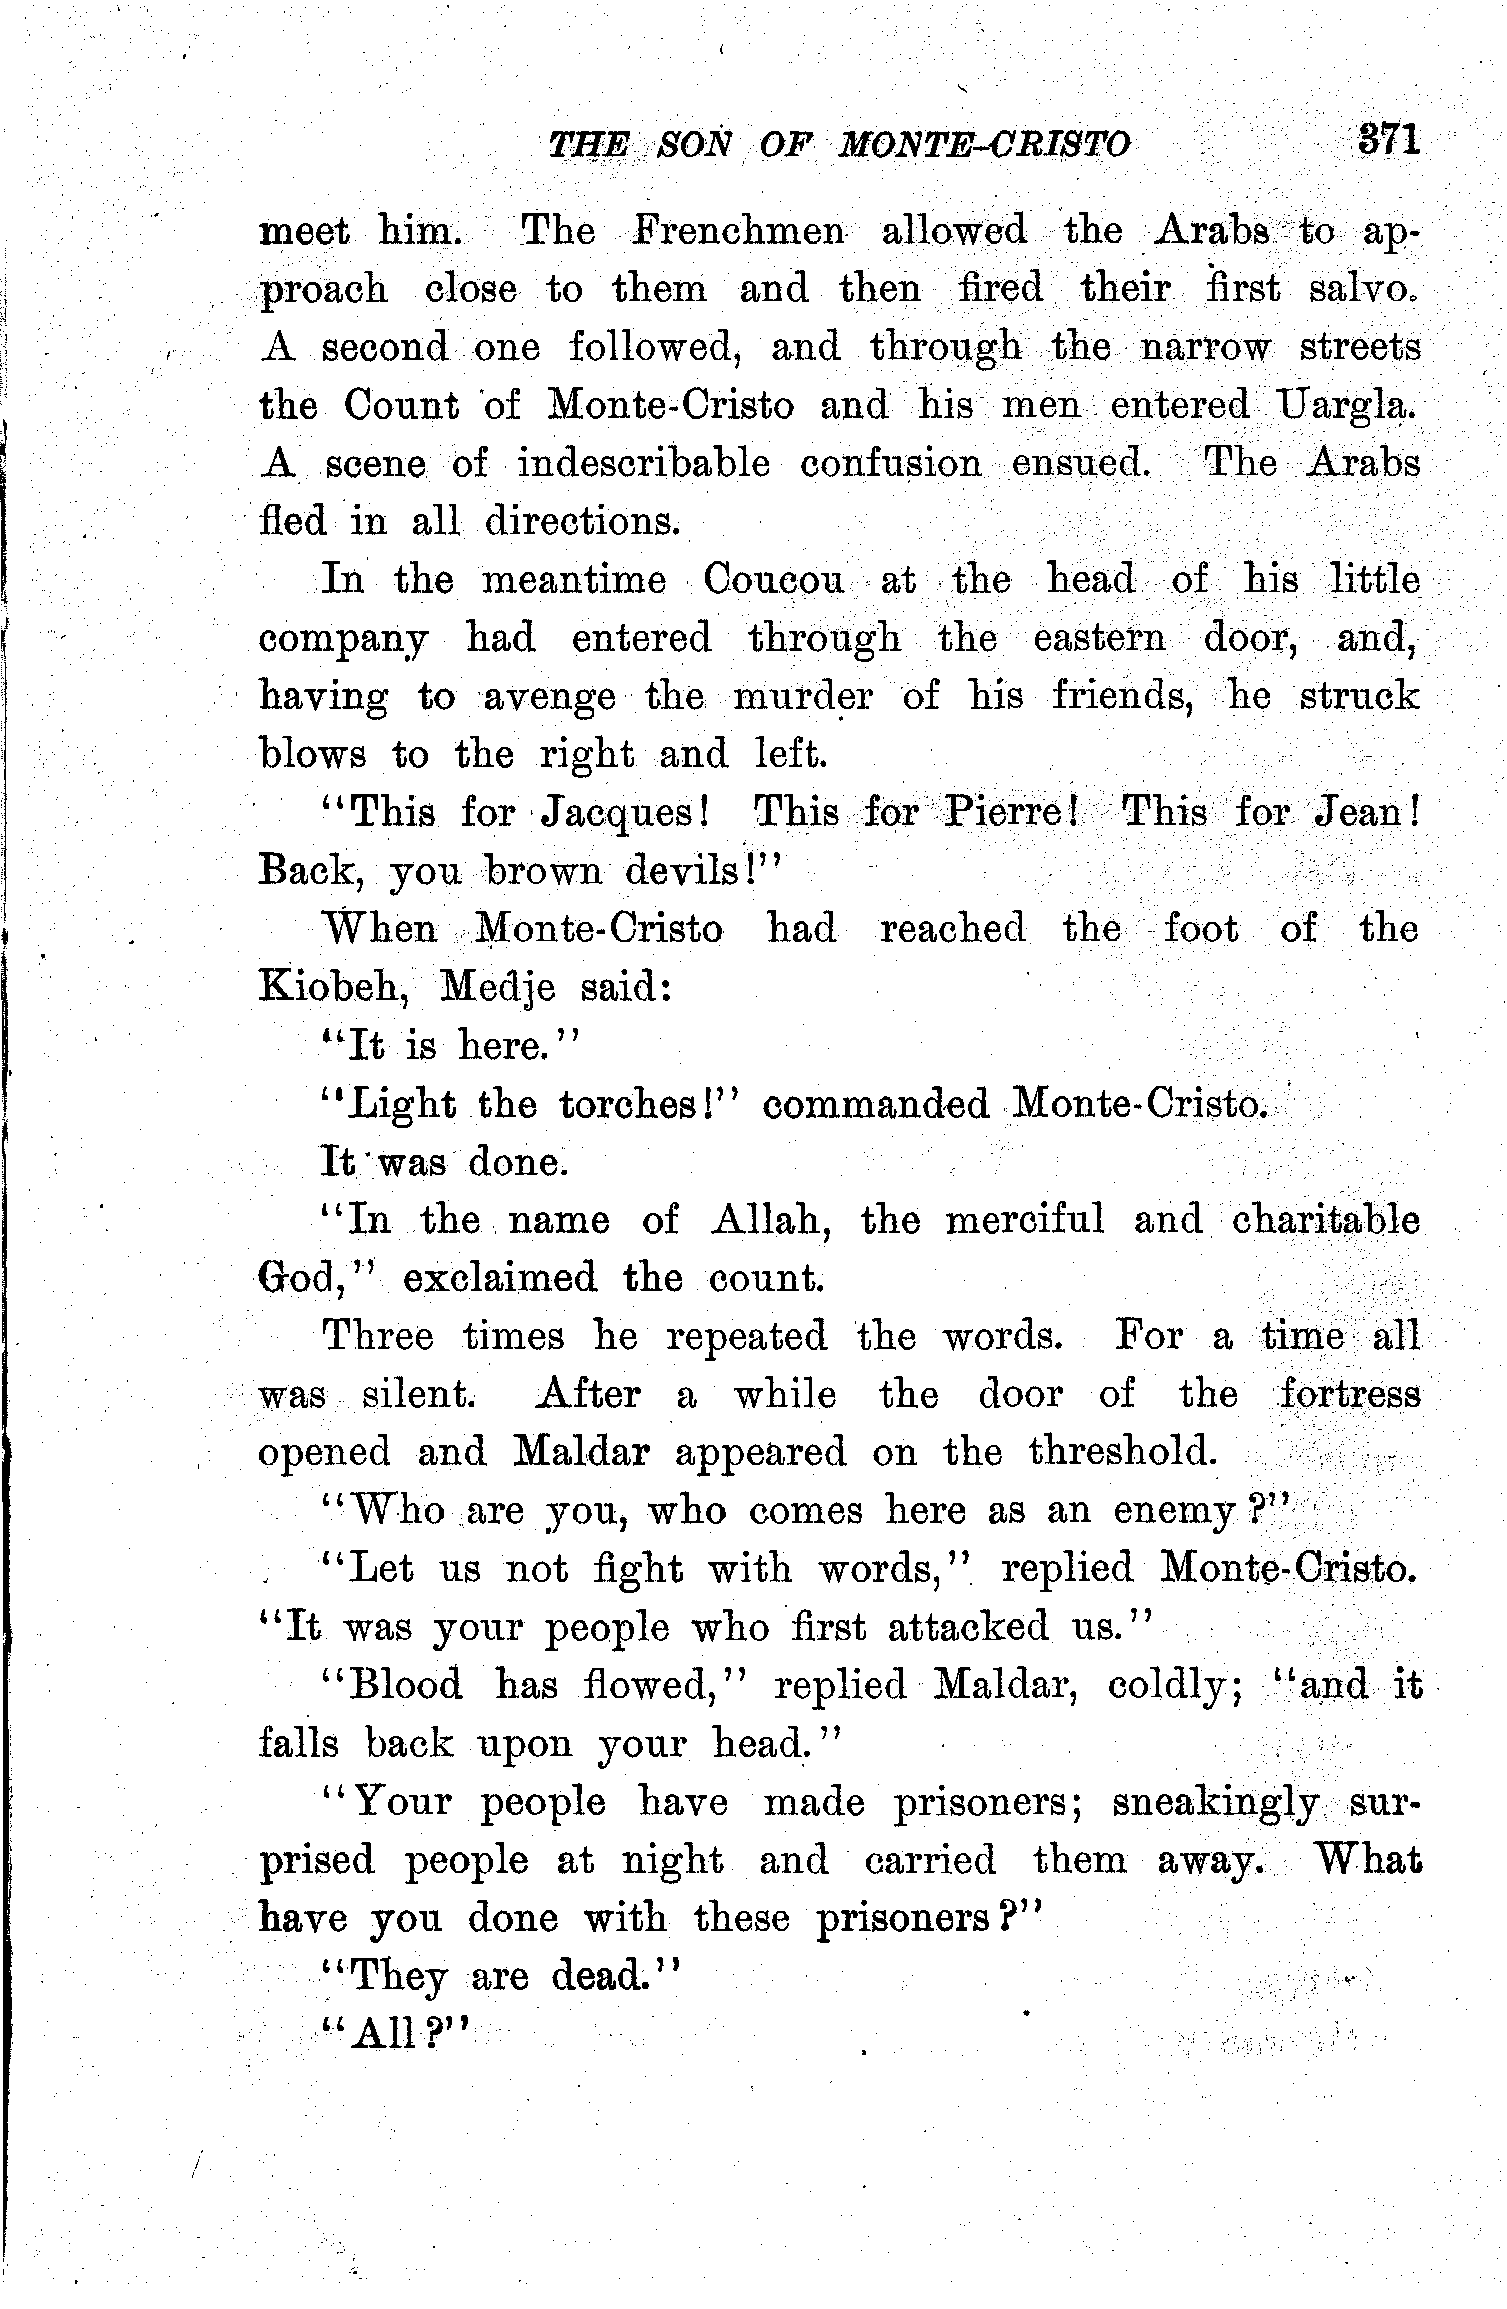 THE SON OF MONTE-CRISTO 371
meet him. The Frenchmen allowed the Arabs to ap-
proach close to them and then fired their first salvo.
A second one followed, and through the narrow streets
the Count of Monte-Cristo and his men entered Uargla.
A scene of indescribable confusion ensued. The Arabs
fled in all directions.
In the meantime Coucou at the head of his little
company had entered through the eastern door, and,
having to avenge the murder of his friends, he struck
blows to the right and left.
"This for Jacques! This for Pierre! This for Jean!
Back, you brown devils!"
When Monte-Cristo had reached the foot of the
Kiobeh, Medje said:
"It is here."
"Light the torches!" commanded Monte-Cristo.
It was done.
"In the name of Allah, the merciful and charitable
God," exclaimed the count.
Three times he repeated the words. For a time all
was silent. After a while the door of the fortress
opened and Maldar appeared on the threshold.
"Who are you, who comes here as an enemy?"
"Let us not fight with words," replied Monte-Cristo.
"It was your people who first attacked us."
"Blood has flowed," replied Maldar, coldly; "and it
falls back upon your head."
"Your people have made prisoners; sneakingly sur-
prised people at night and carried them away. What
have you done with these prisoners?"
"They are dead."
"All?"